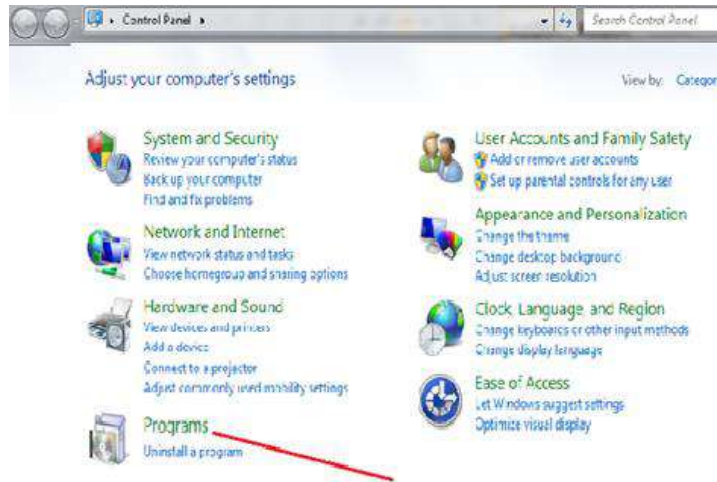 Control Panel
Search Control Panel
Adjust your computer's settings
View by: Categor
System and Security
Review your computer's status
Back up your computer
Find and fix problems
Network and Internet
View network status and tasks
Choose homegroup and sharing options
Hardware and Sound
View devices and printers
Add a device
Connect to a projector
Adjust commonly used mobility settings
Programs
Uninstall a program
User Accounts and Family Safety
Add or remove user accounts
Set up parental controls for any user
Appearance and Personalization
Change the theme
Change desktop background
Adjust screen resolution
Clock, Language, and Region
Change keyboards or other input methods
Change display language
Ease of Access
Let Windows suggest settings
Optimize visual display